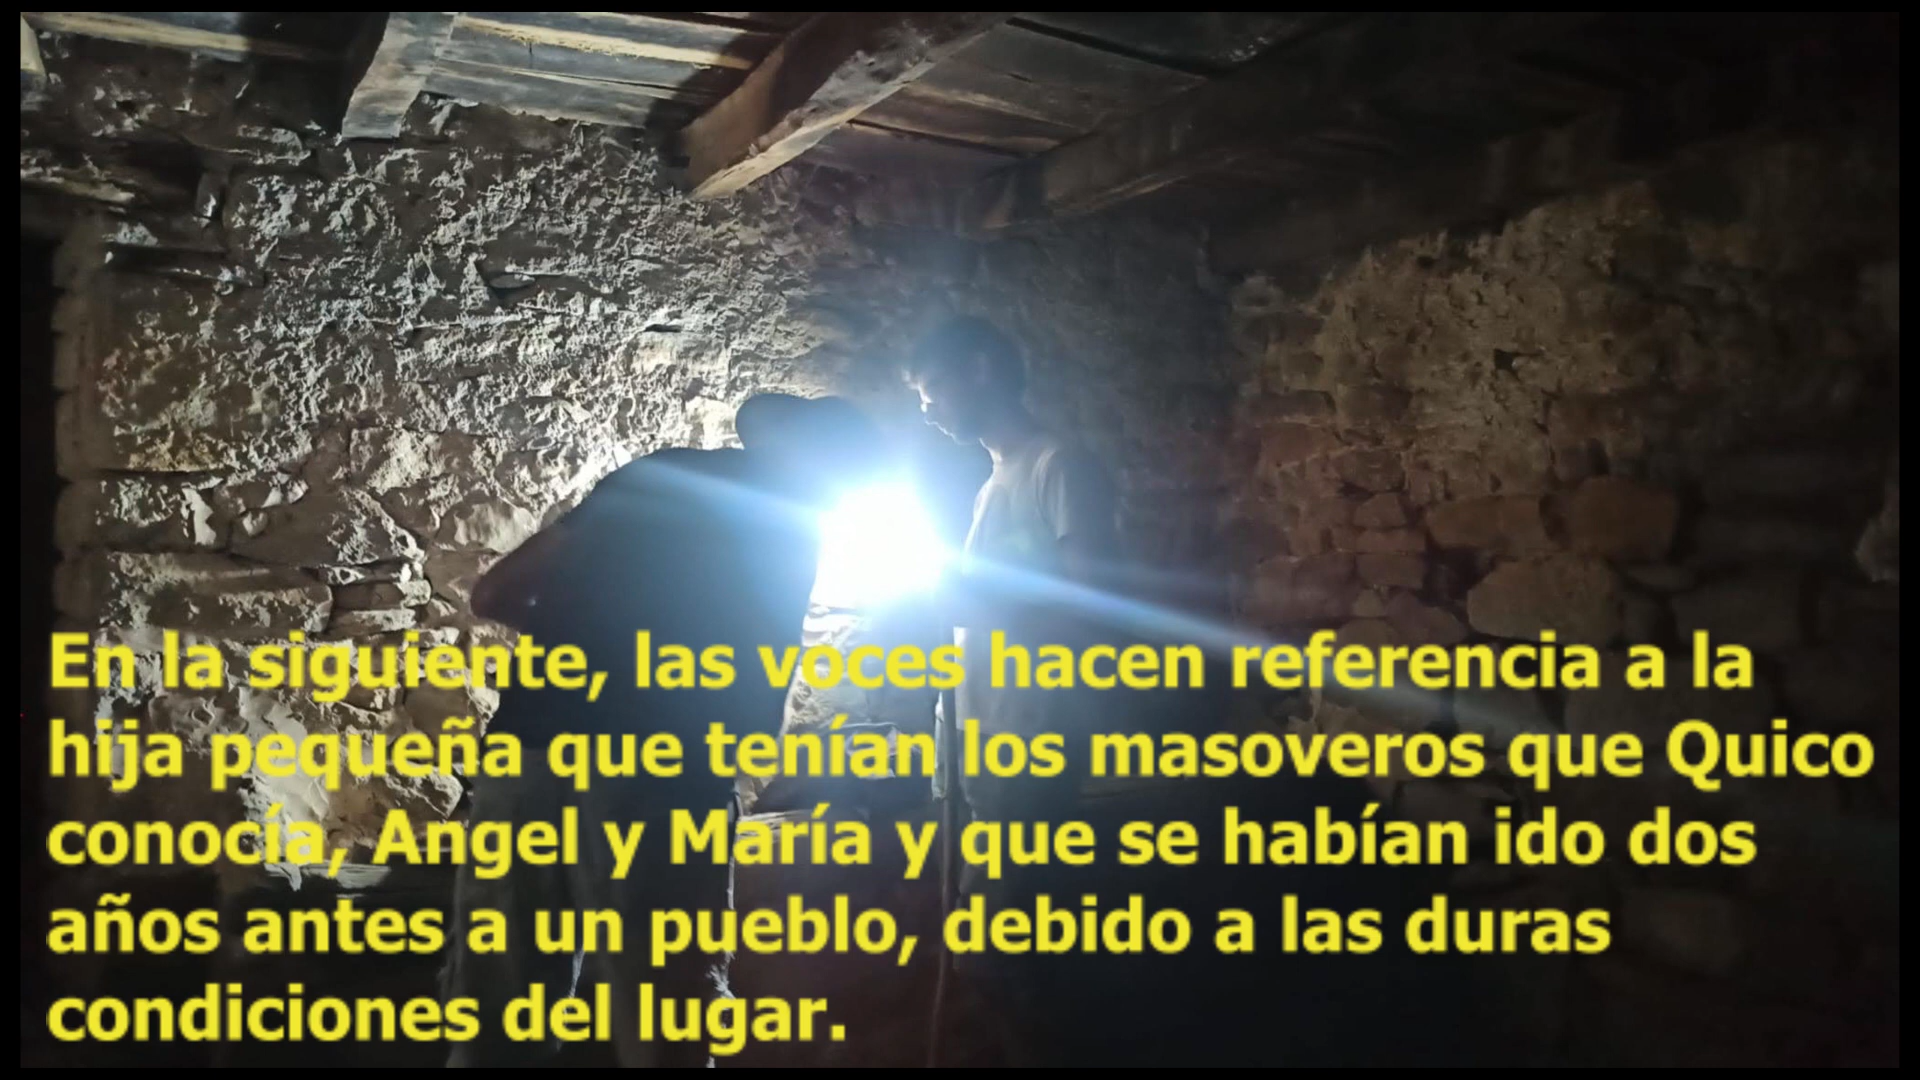 En la siguiente, las voces hacen referencia a la
hija pequeña que tenían los masoveros que Quico
conocía, Angel y María y que se habían ido dos
años antes a un pueblo, debido a las duras
condiciones del lugar.